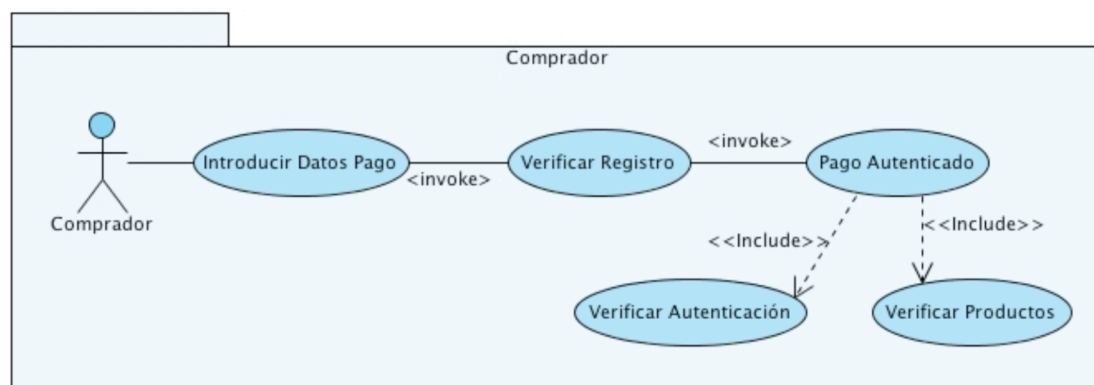 Comprador
<invoke>
Introducir Datos Pago
Verificar Registro
Pago Autenticado
<invoke>
Comprador
<<Include>>
<<Include>>
Verificar Autenticación
Verificar Productos